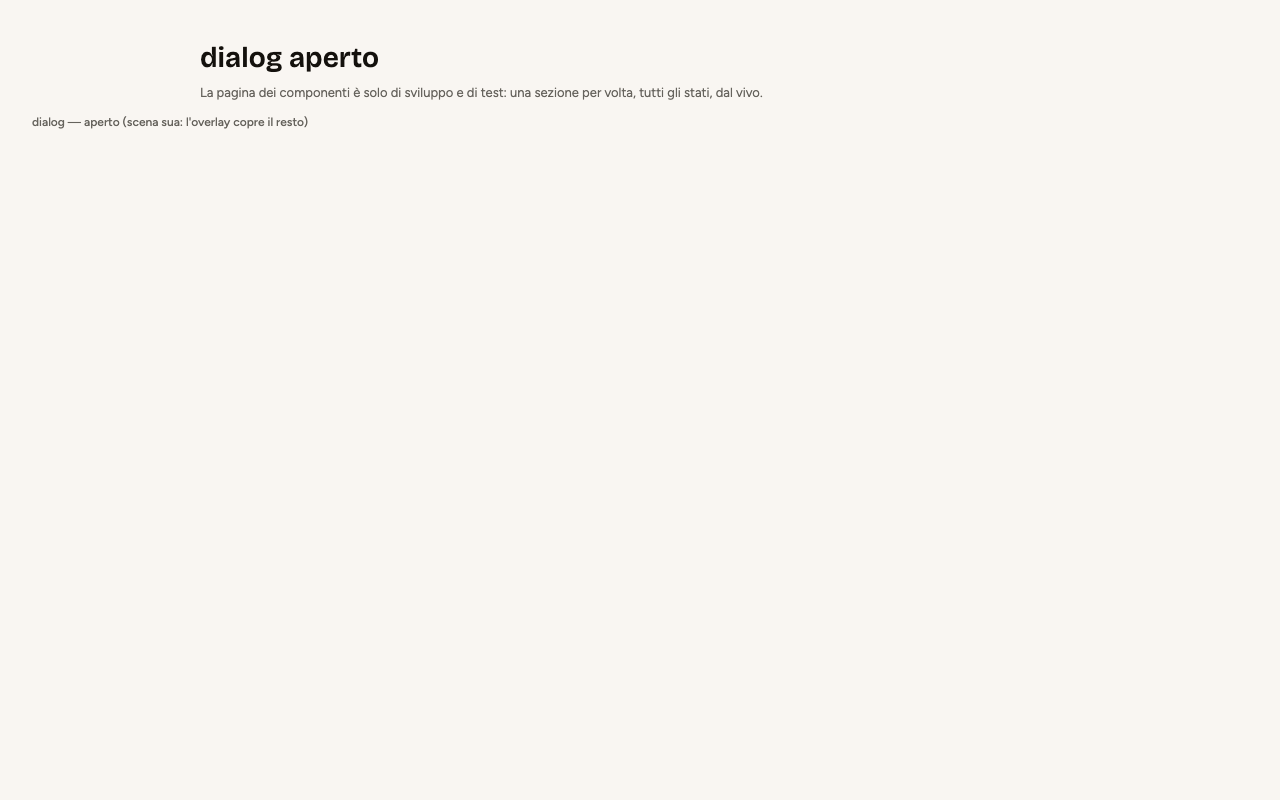 dialog aperto
La pagina dei componenti è solo di sviluppo e di test: una sezione per volta, tutti gli stati, dal vivo.
dialog — aperto (scena sua: l'overlay copre il resto)